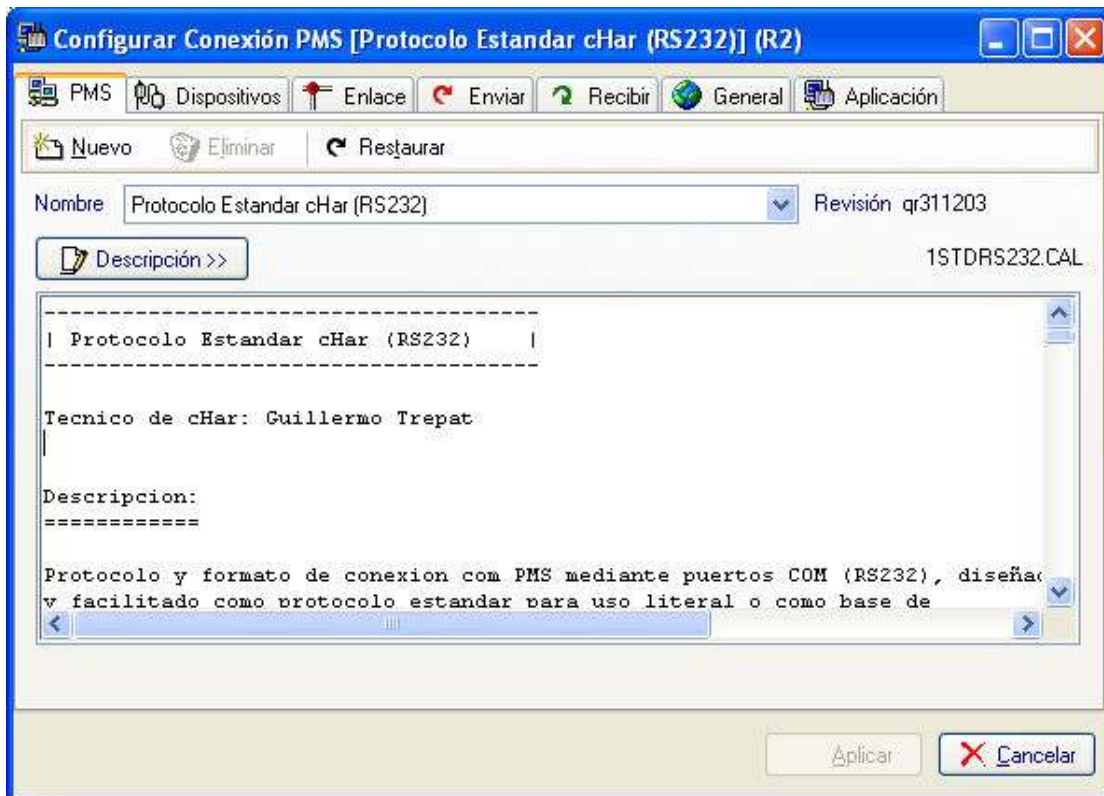 Configurar Conexión PMS [Protocolo Estandar cHar (RS232)] (R2)
PMS Dispositivos Enlace Enviar Recibir General Aplicación
Nuevo Eliminar Restaurar
Nombre Protocolo Estandar cHar (RS232) Revisión qr311203
Descripción >> 1STDRS232.CAL
---------------------------------------
| Protocolo Estandar cHar (RS232) |
---------------------------------------
Tecnico de cHar: Guillermo Trepat
Descripcion:
============
Protocolo y formato de conexion com PMS mediante puertos COM (RS232), diseña
y facilitado como protocolo estandar para uso literal o como base de
Aplicar Cancelar